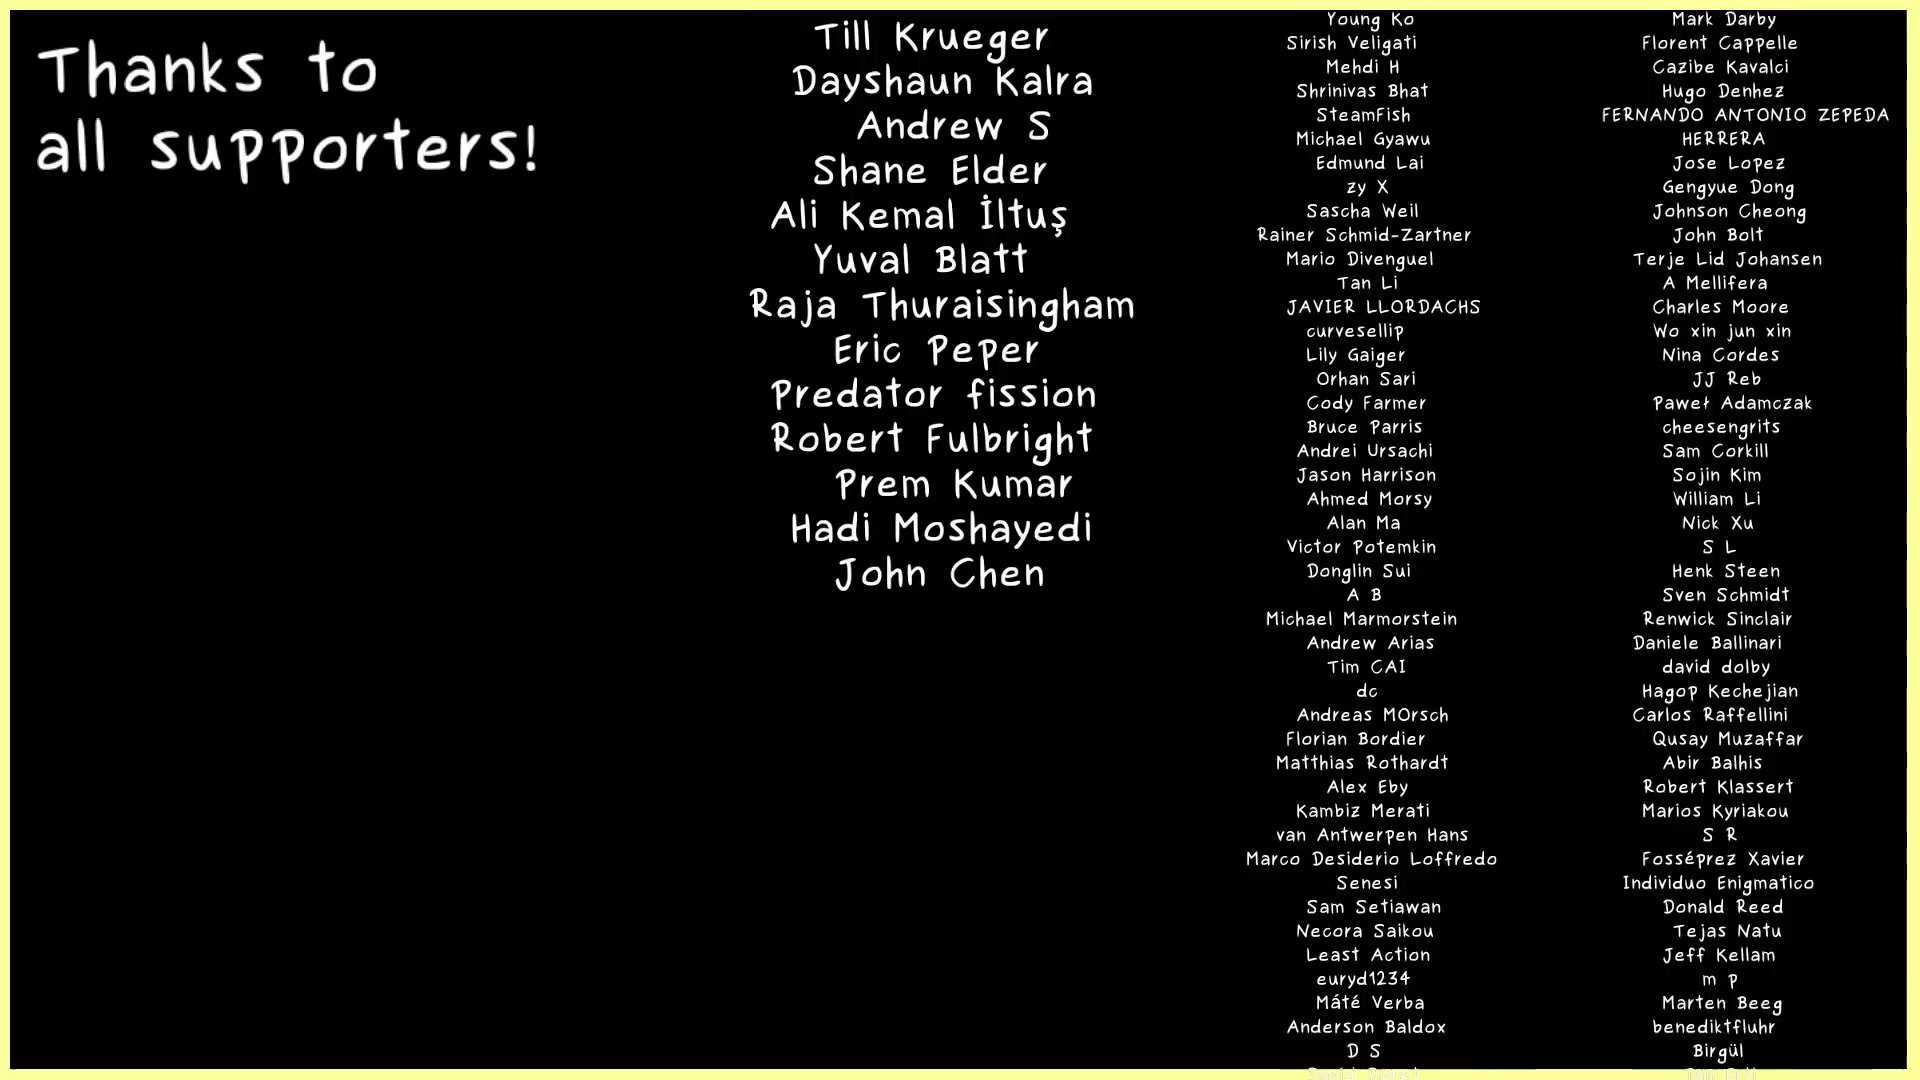 Thanks to
all supporters!
Till Krueger
Dayshaun Kalra
Andrew S
Shane Elder
Ali Kemal İltuş
Yuval Blatt
Raja Thuraisingham
Eric Peper
Predator fission
Robert Fulbright
Prem Kumar
Hadi Moshayedi
John Chen
Young Ko
Sirish Veligati
Mehdi H
Shrinivas Bhat
SteamFish
Michael Gyawu
Edmund Lai
zy X
Sascha Weil
Rainer Schmid-Zartner
Mario Divenguel
Tan Li
JAVIER LLORDACHS
curvesellip
Lily Gaiger
Orhan Sari
Cody Farmer
Bruce Parris
Andrei Ursachi
Jason Harrison
Ahmed Morsy
Alan Ma
Victor Potemkin
Donglin Sui
A B
Michael Marmorstein
Andrew Arias
Tim CAI
dc
Andreas MOrsch
Florian Bordier
Matthias Rothardt
Alex Eby
Kambiz Merati
van Antwerpen Hans
Marco Desiderio Loffredo
Senesi
Sam Setiawan
Necora Saikou
Least Action
euryd1234
Máté Verba
Anderson Baldox
D S
Mark Darby
Florent Cappelle
Cazibe Kavalci
Hugo Denhez
FERNANDO ANTONIO ZEPEDA
HERRERA
Jose Lopez
Gengyue Dong
Johnson Cheong
John Bolt
Terje Lid Johansen
A Mellifera
Charles Moore
Wo xin jun xin
Nina Cordes
JJ Reb
Paweł Adamczak
cheesengrits
Sam Corkill
Sojin Kim
William Li
Nick Xu
S L
Henk Steen
Sven Schmidt
Renwick Sinclair
Daniele Ballinari
david dolby
Hagop Kechejian
Carlos Raffellini
Qusay Muzaffar
Abir Balhis
Robert Klassert
Marios Kyriakou
S R
Fosséprez Xavier
Individuo Enigmatico
Donald Reed
Tejas Natu
Jeff Kellam
m p
Marten Beeg
benediktfluhr
Birgül